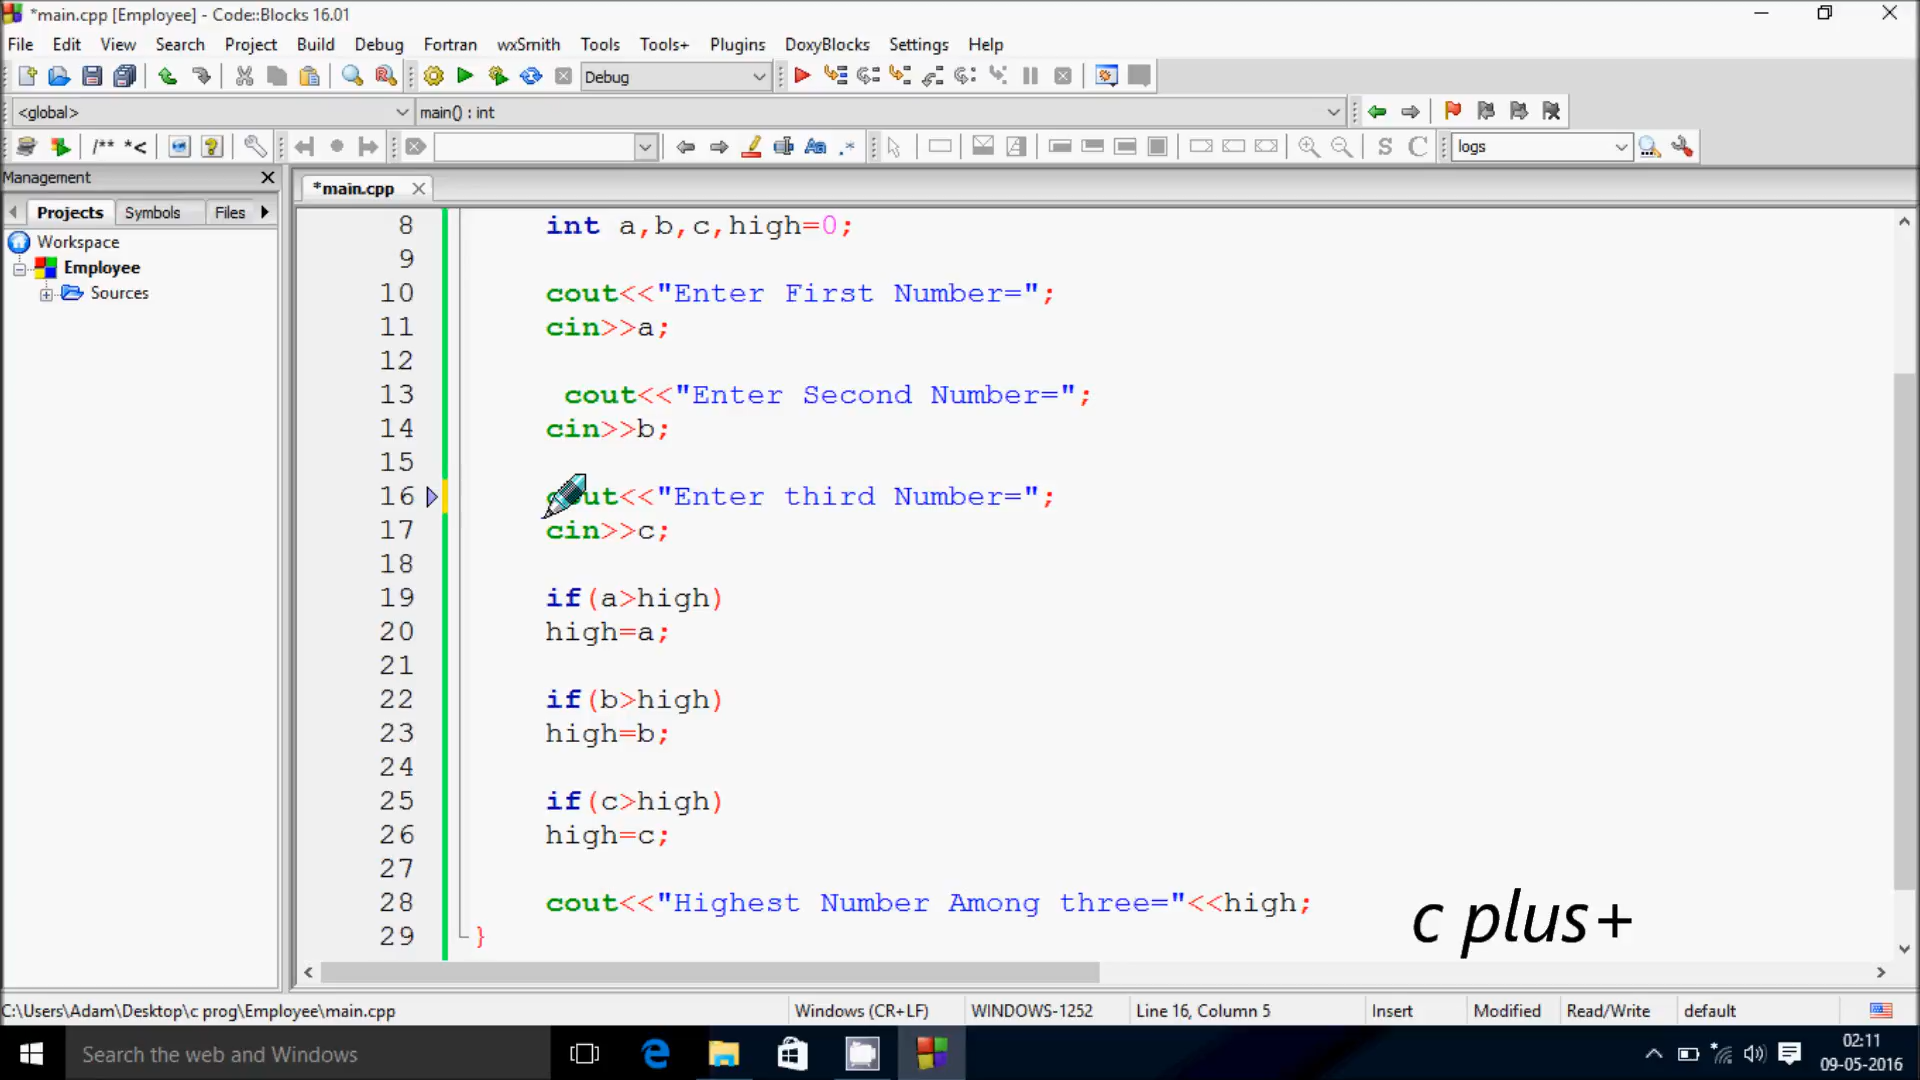 *main.cpp [Employee] - Code::Blocks 16.01
File Edit View Search Project Build Debug Fortran wxSmith Tools Tools+ Plugins DoxyBlocks Settings Help
Debug
<global> main() : int
/** *< Aa .* S C logs
Management
*main.cpp
Projects Symbols Files
Workspace
Employee
Sources
8 int a,b,c,high=0;
9
10 cout<<"Enter First Number=";
11 cin>>a;
12
13 cout<<"Enter Second Number=";
14 cin>>b;
15
16 cout<<"Enter third Number=";
17 cin>>c;
18
19 if(a>high)
20 high=a;
21
22 if(b>high)
23 high=b;
24
25 if(c>high)
26 high=c;
27
28 cout<<"Highest Number Among three="<<high;
29 }
c plus+
C:\Users\Adam\Desktop\c prog\Employee\main.cpp Windows (CR+LF) WINDOWS-1252 Line 16, Column 5 Insert Modified Read/Write default
Search the web and Windows
02:11
09-05-2016